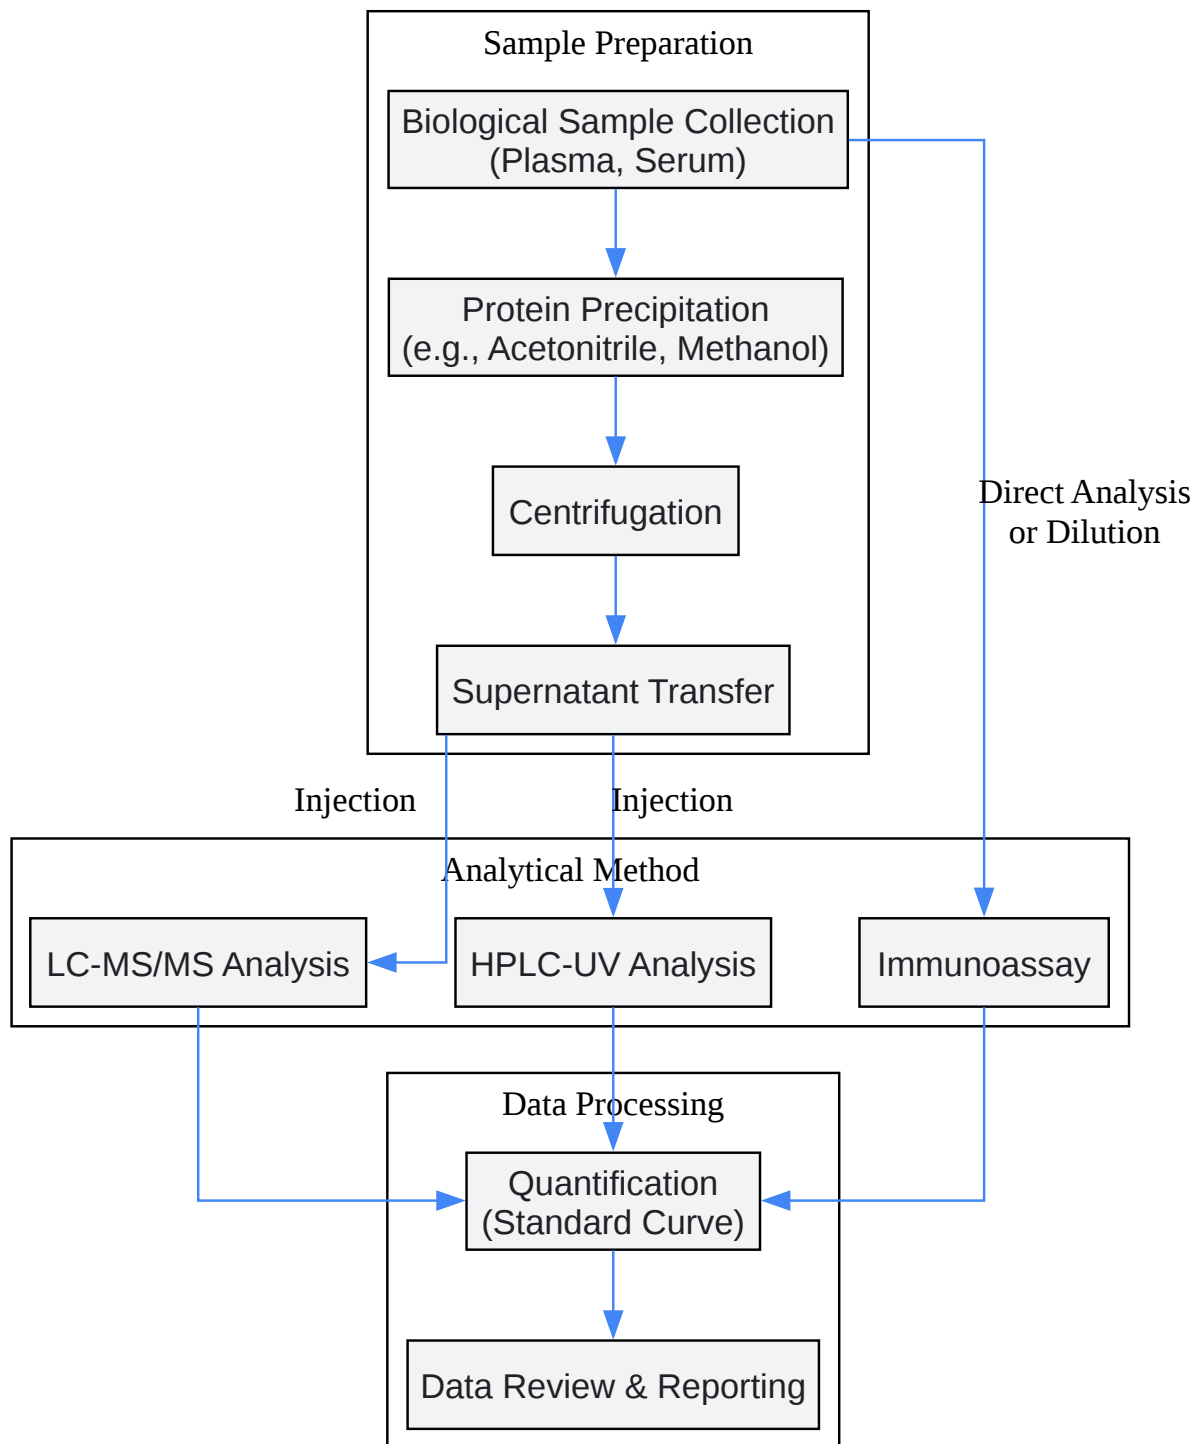 Sample Preparation
Biological Sample Collection
(Plasma, Serum)
Protein Precipitation
(e.g., Acetonitrile, Methanol)
Centrifugation
Direct Analysis
or Dilution
Supernatant Transfer
Injection
Injection
Analytical Method
LC-MS/MS Analysis
HPLC-UV Analysis
Immunoassay
Data Processing
Quantification
(Standard Curve)
Data Review & Reporting